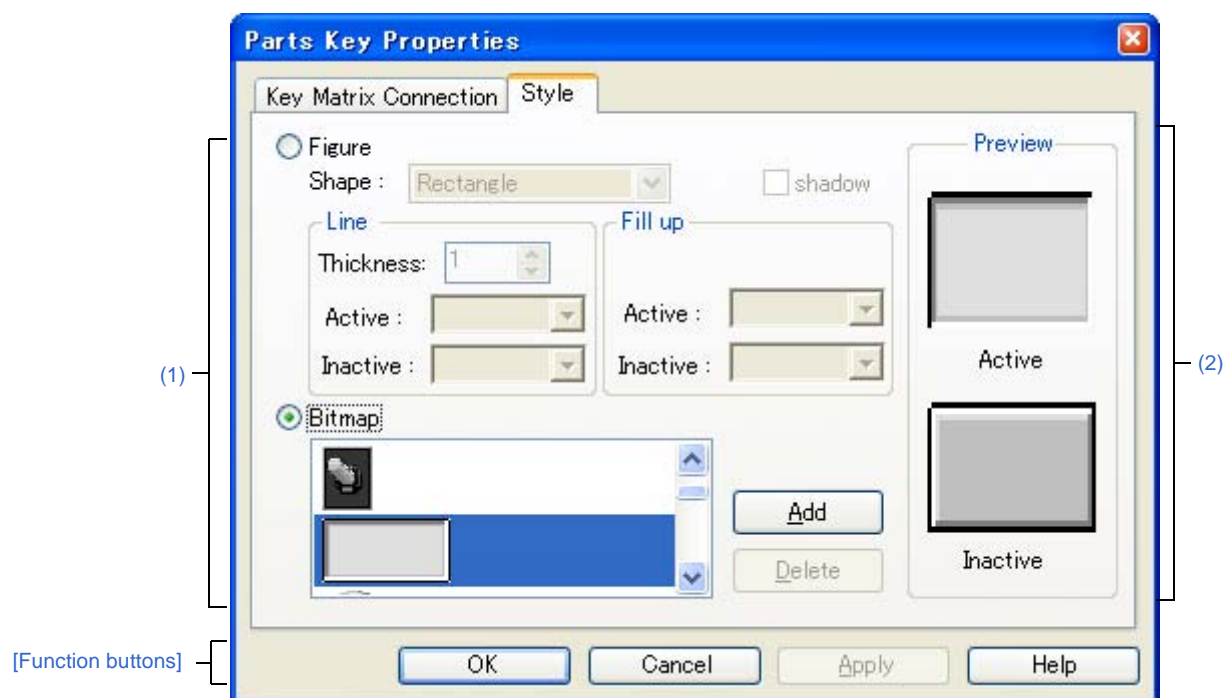 Parts Key Properties
Key Matrix Connection
Style
Figure
Shape :
Rectangle
shadow
Line
Thickness:
1
Active :
Inactive :
Fill up
Active :
Inactive :
Bitmap
Add
Delete
Preview
Active
Inactive
(1)
(2)
[Function buttons]
OK
Cancel
Apply
Help